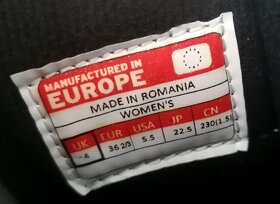 MANUFACTURED IN
EUROPE
MADE IN ROMANIA
WOMEN'S
UK EUR USA JP CN
4 36 2/3 5.5 22.5 230(1.5)